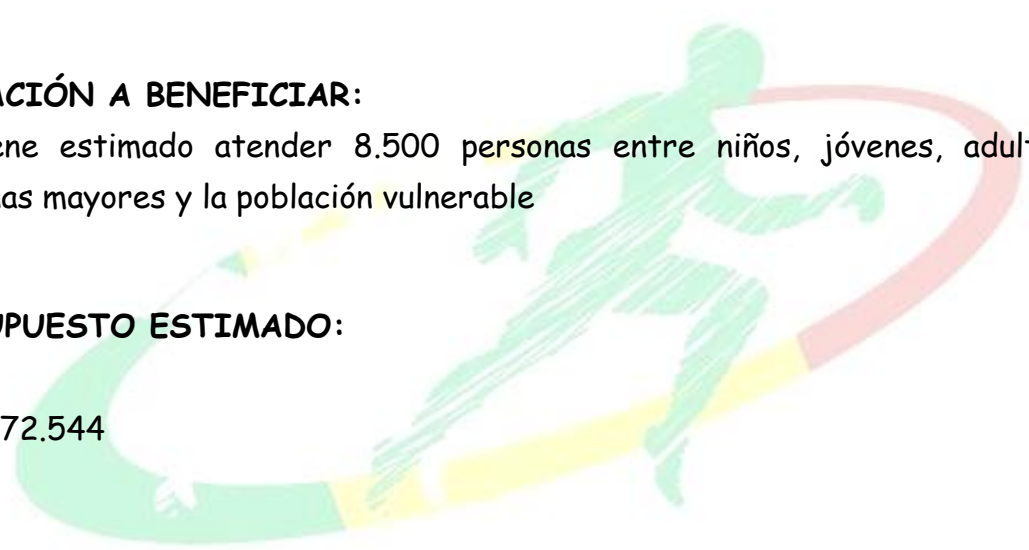 ACIÓN A BENEFICIAR:
ene estimado atender 8.500 personas entre niños, jóvenes, adult
as mayores y la población vulnerable
UPUESTO ESTIMADO:
72.544